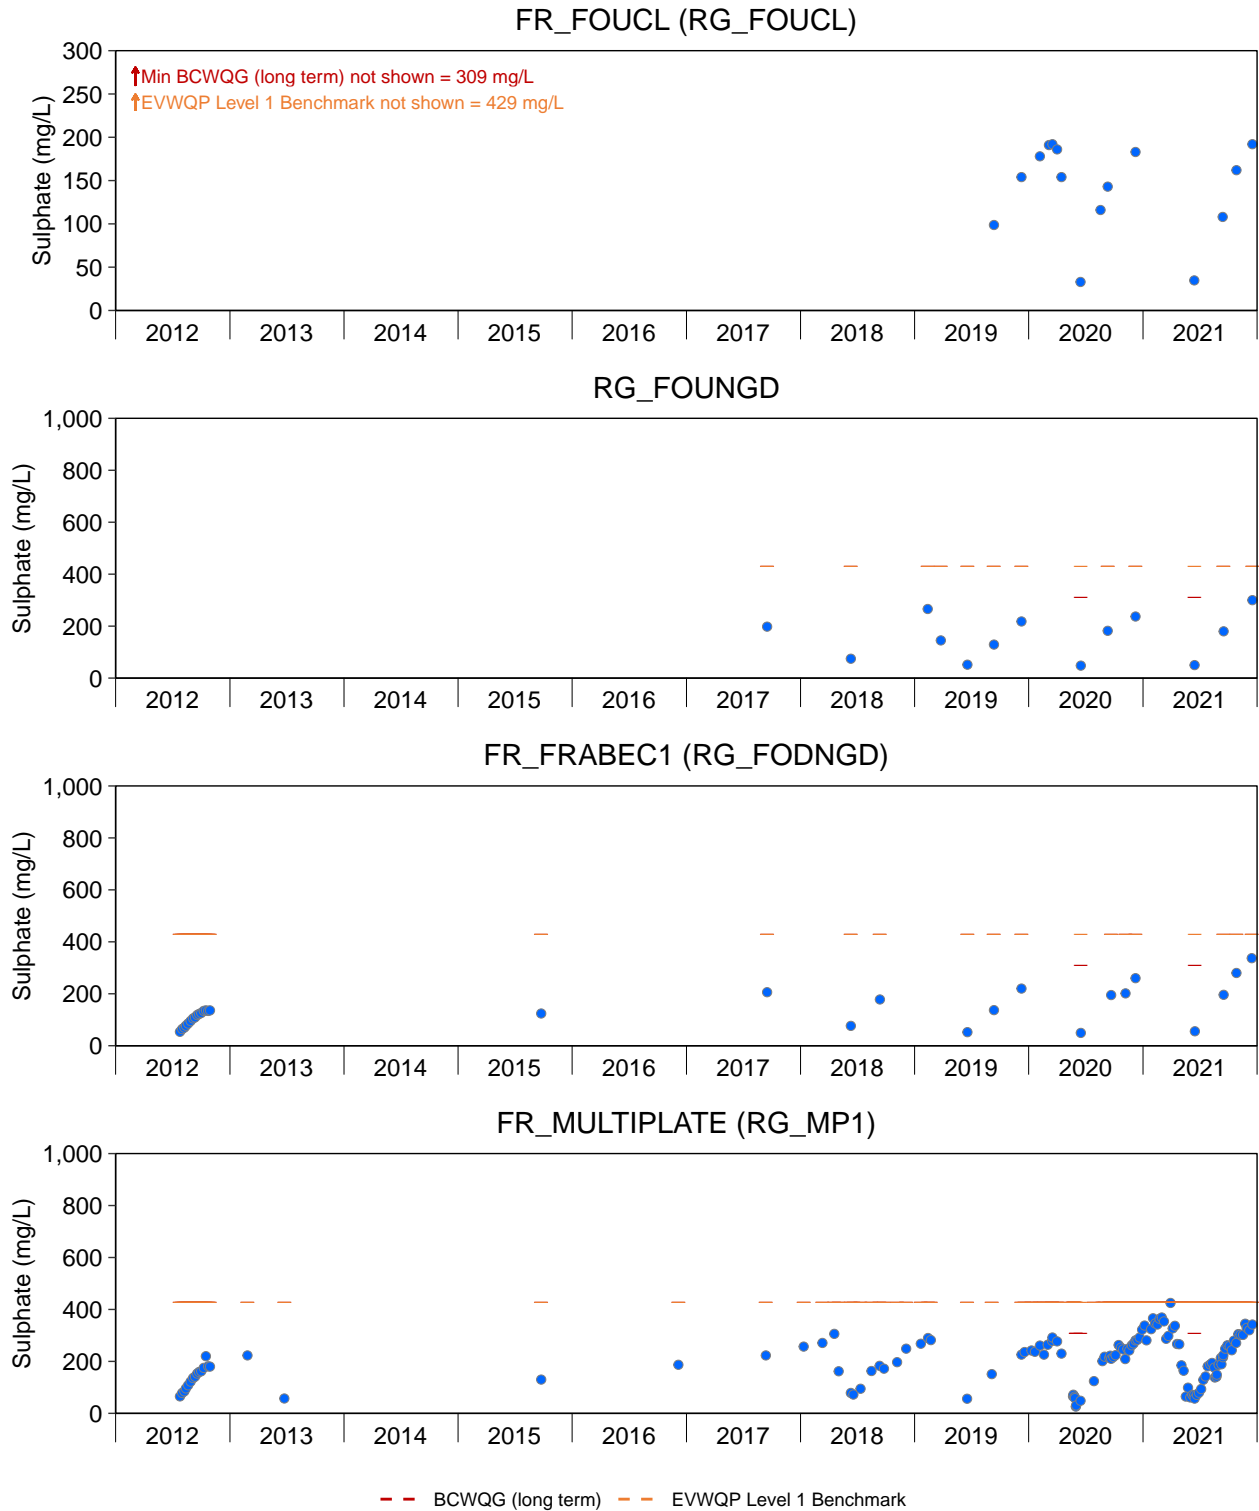 FR_FOUCL (RG_FOUCL)
Sulphate (mg/L)
300
250
200
150
100
50
0
Min BCWQG (long term) not shown = 309 mg/L
EVWQP Level 1 Benchmark not shown = 429 mg/L
2012 2013 2014 2015 2016 2017 2018 2019 2020 2021
RG_FOUNGD
Sulphate (mg/L)
1,000
800
600
400
200
0
2012 2013 2014 2015 2016 2017 2018 2019 2020 2021
FR_FRABEC1 (RG_FODNGD)
Sulphate (mg/L)
1,000
800
600
400
200
0
2012 2013 2014 2015 2016 2017 2018 2019 2020 2021
FR_MULTIPLATE (RG_MP1)
Sulphate (mg/L)
1,000
800
600
400
200
0
2012 2013 2014 2015 2016 2017 2018 2019 2020 2021
BCWQG (long term) EVWQP Level 1 Benchmark